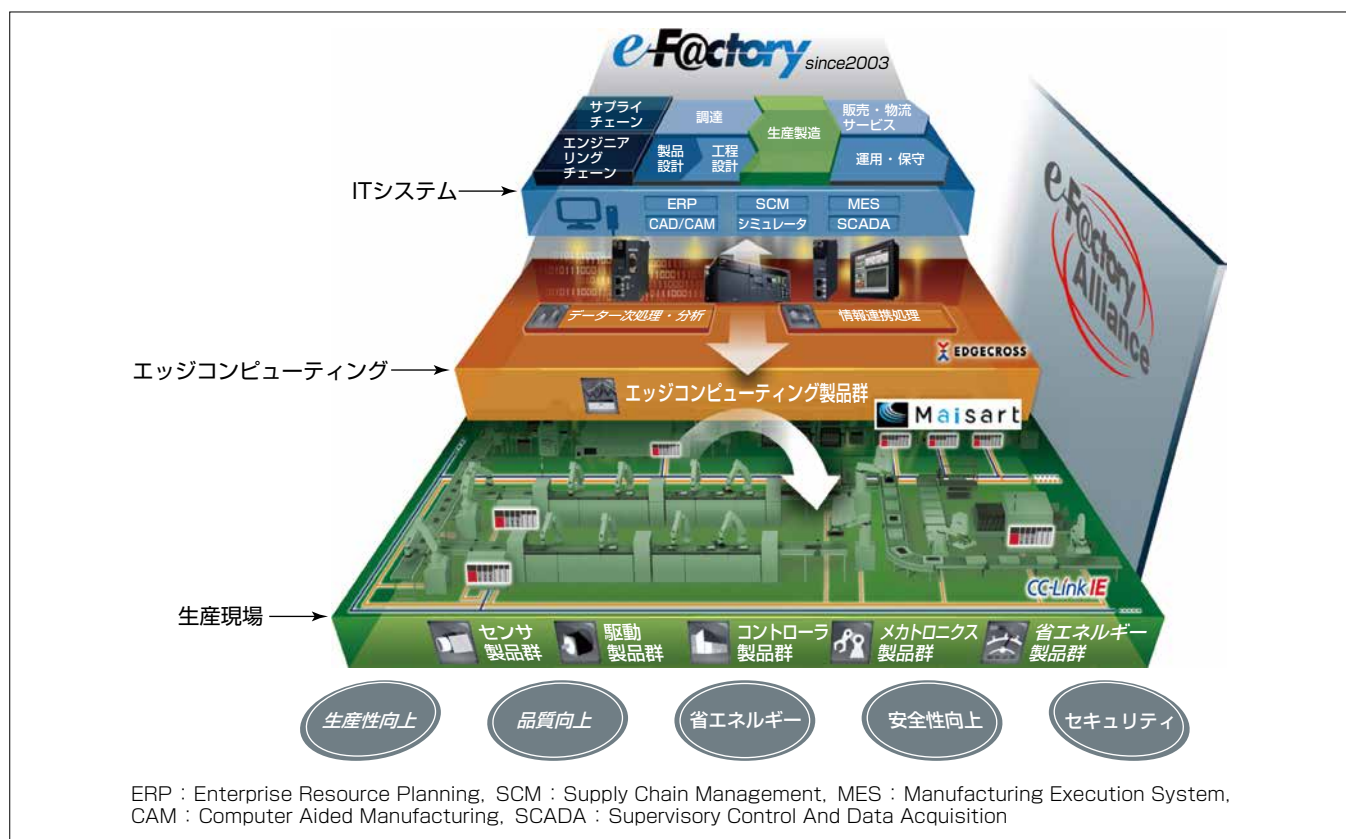 e-F@ctory since2003
サプライ
チェーン
調達
生産製造
販売・物流
サービス
エンジニア
リング
チェーン
製品
設計
工程
設計
運用・保守
ITシステム
ERP
SCM
MES
CAD/CAM
シミュレータ
SCADA
e-F@ctory
Alliance
データ一次処理・分析
情報連携処理
EDGECROSS
エッジコンピューティング
エッジコンピューティング製品群
Maisart
CC-Link IE
生産現場
センサ
製品群
駆動
製品群
コントローラ
製品群
メカトロニクス
製品群
省エネルギー
製品群
生産性向上
品質向上
省エネルギー
安全性向上
セキュリティ
ERP：Enterprise Resource Planning, SCM：Supply Chain Management, MES：Manufacturing Execution System,
CAM：Computer Aided Manufacturing, SCADA：Supervisory Control And Data Acquisition